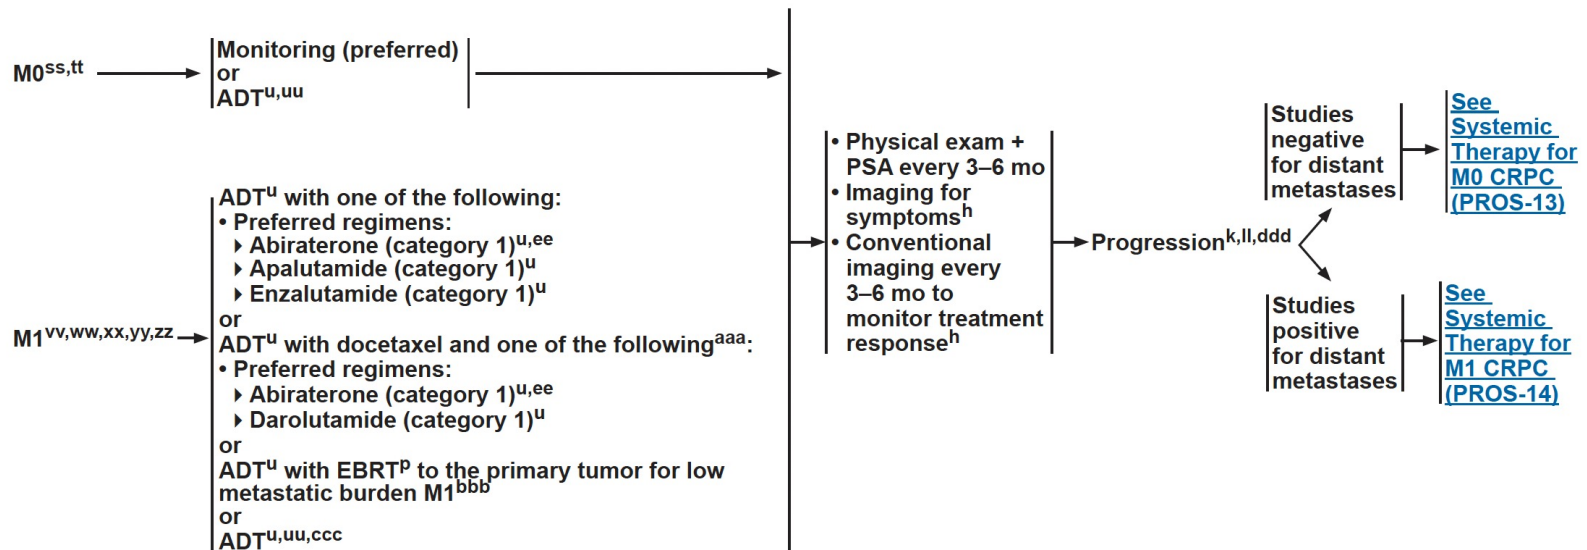 M0ss,tt
Monitoring (preferred)
or
ADTu,uu
M1vv,ww,xx,yy,zz
ADTu with one of the following:
• Preferred regimens:
Abiraterone (category 1)u,ee
Apalutamide (category 1)u
Enzalutamide (category 1)u
or
ADTu with docetaxel and one of the followingaaa:
• Preferred regimens:
Abiraterone (category 1)u,ee
Darolutamide (category 1)u
or
ADTu with EBRTp to the primary tumor for low
metastatic burden M1bbb
or
ADTu,uu,ccc
• Physical exam +
PSA every 3–6 mo
• Imaging for
symptomsh
• Conventional
imaging every
3–6 mo to
monitor treatment
responseh
Progressionk,ll,ddd
Studies
negative
for distant
metastases
See
Systemic
Therapy for
M0 CRPC
(PROS-13)
Studies
positive
for distant
metastases
See
Systemic
Therapy for
M1 CRPC
(PROS-14)